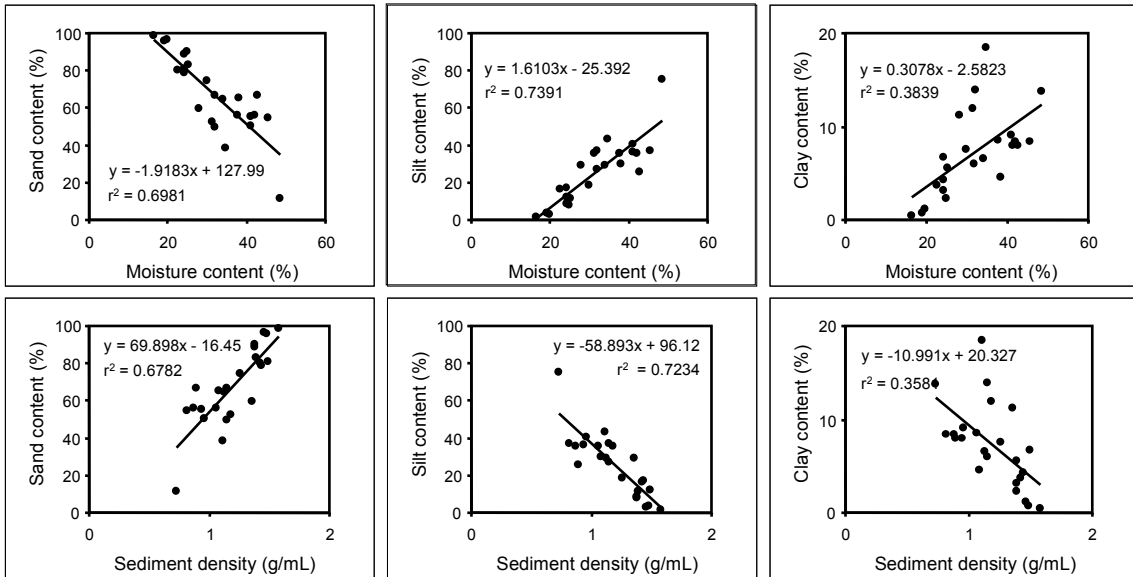 100
80
60
40
20
0
Sand content (%)
y = -1.9183x + 127.99
r² = 0.6981
0
20
40
60
Moisture content (%)
100
80
60
40
20
0
Silt content (%)
y = 1.6103x - 25.392
r² = 0.7391
0
20
40
60
Moisture content (%)
20
10
0
Clay content (%)
y = 0.3078x - 2.5823
r² = 0.3839
0
20
40
60
Moisture content (%)
100
80
60
40
20
0
Sand content (%)
y = 69.898x - 16.45
r² = 0.6782
0
1
2
Sediment density (g/mL)
100
80
60
40
20
0
Silt content (%)
y = -58.893x + 96.12
r² = 0.7234
0
1
2
Sediment density (g/mL)
20
10
0
Clay content (%)
y = -10.991x + 20.327
r² =
0
1
2
Sediment density (g/mL)